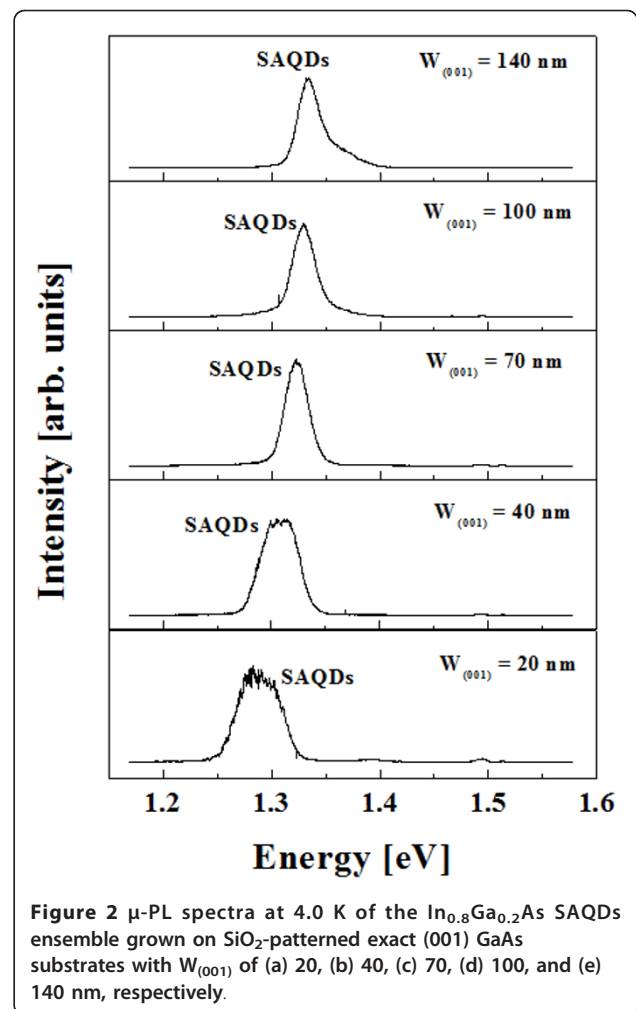 SAQDs
W(001) = 140 nm
SAQDs
W(001) = 100 nm
SAQDs
W(001) = 70 nm
SAQDs
W(001) = 40 nm
SAQDs
W(001) = 20 nm
Intensity [arb. units]
1.2 1.3 1.4 1.5 1.6
Energy [eV]
Figure 2 μ-PL spectra at 4.0 K of the In0.8Ga0.2As SAQDs
ensemble grown on SiO2-patterned exact (001) GaAs
substrates with W(001) of (a) 20, (b) 40, (c) 70, (d) 100, and (e)
140 nm, respectively.